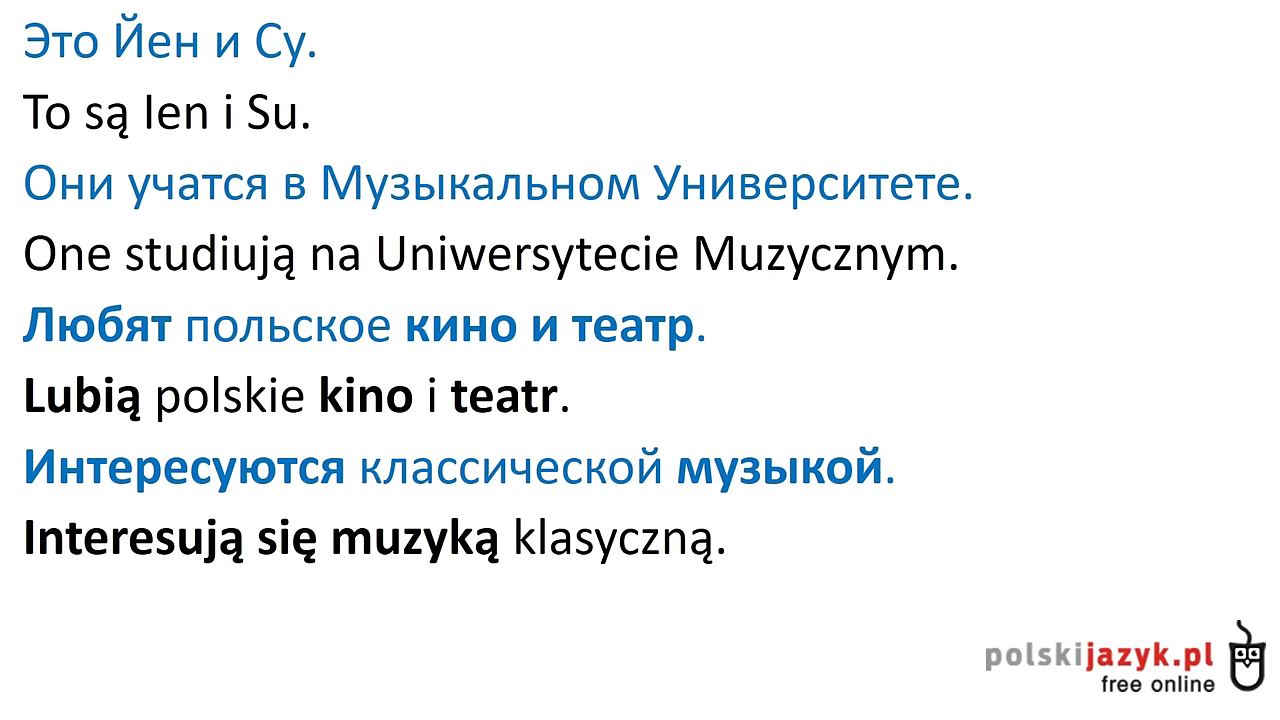 Это Йен и Су.
To są Ien i Su.
Они учатся в Музыкальном Университете.
One studiują na Uniwersytecie Muzycznym.
Любят польское кино и театр.
Lubią polskie kino i teatr.
Интересуются классической музыкой.
Interesują się muzyką klasyczną.
polskijazyk.pl
free online